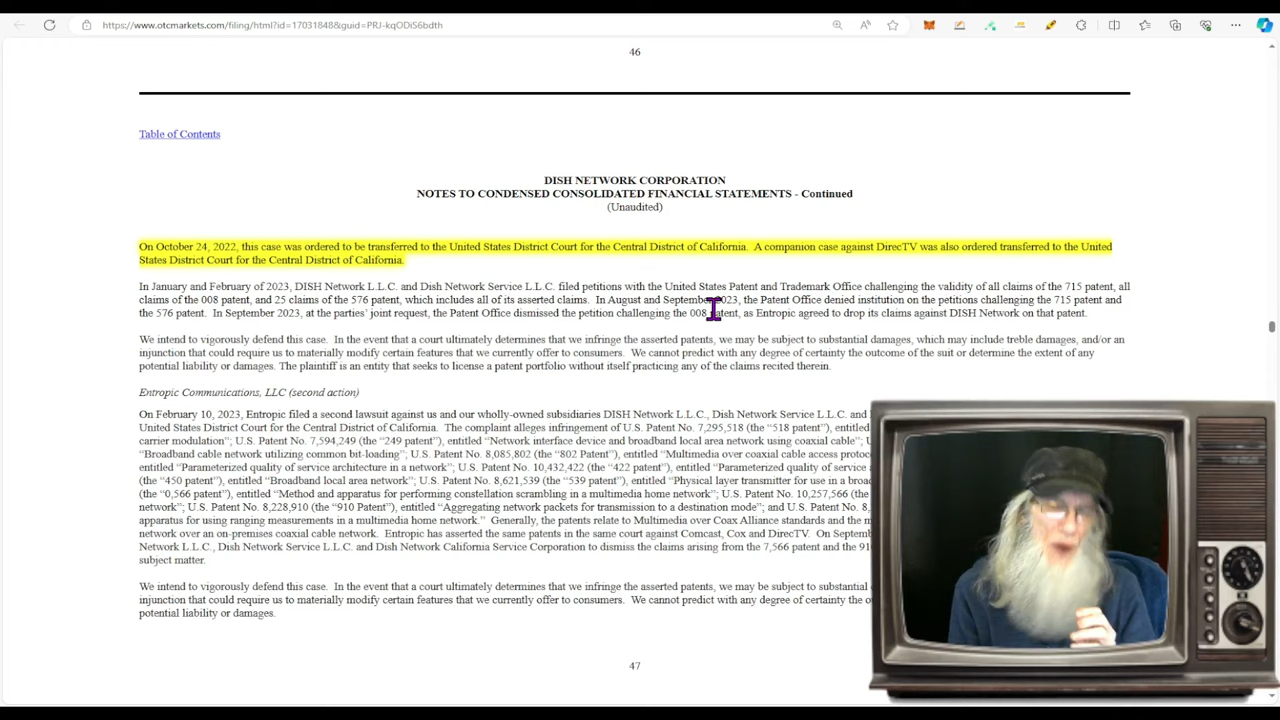 https://www.otcmarkets.com/filing/html?id=17031848&guid=PRJ-kqODiS6bdth
46
Table of Contents
DISH NETWORK CORPORATION
NOTES TO CONDENSED CONSOLIDATED FINANCIAL STATEMENTS - Continued
(Unaudited)
On October 24, 2022, this case was ordered to be transferred to the United States District Court for the Central District of California. A companion case against DirecTV was also ordered transferred to the United
States District Court for the Central District of California.
In January and February of 2023, DISH Network L.L.C. and Dish Network Service L.L.C. filed petitions with the United States Patent and Trademark Office challenging the validity of all claims of the 715 patent, all
claims of the 008 patent, and 25 claims of the 576 patent, which includes all of its asserted claims. In August and September 2023, the Patent Office denied institution on the petitions challenging the 715 patent and
the 576 patent. In September 2023, at the parties’ joint request, the Patent Office dismissed the petition challenging the 008 patent, as Entropic agreed to drop its claims against DISH Network on that patent.
We intend to vigorously defend this case. In the event that a court ultimately determines that we infringe the asserted patents, we may be subject to substantial damages, which may include treble damages, and/or an
injunction that could require us to materially modify certain features that we currently offer to consumers. We cannot predict with any degree of certainty the outcome of the suit or determine the extent of any
potential liability or damages. The plaintiff is an entity that seeks to license a patent portfolio without itself practicing any of the claims recited therein.
Entropic Communications, LLC (second action)
On February 10, 2023, Entropic filed a second lawsuit against us and our wholly-owned subsidiaries DISH Network L.L.C., Dish Network Service L.L.C. and
United States District Court for the Central District of California. The complaint alleges infringement of U.S. Patent No. 7,295,518 (the “518 patent”), entitled
carrier modulation”; U.S. Patent No. 7,594,249 (the “249 patent”), entitled “Network interface device and broadband local area network using coaxial cable”;
“Broadband cable network utilizing common bit-loading”; U.S. Patent No. 8,085,802 (the “802 Patent”), entitled “Multimedia over coaxial cable access protoc
entitled “Parameterized quality of service architecture in a network”; U.S. Patent No. 10,432,422 (the “422 patent”), entitled “Parameterized quality of service a
(the “450 patent”), entitled “Broadband local area network”; U.S. Patent No. 8,621,539 (the “539 patent”), entitled “Physical layer transmitter for use in a broad
(the “0,566 patent”), entitled “Method and apparatus for performing constellation scrambling in a multimedia home network”; U.S. Patent No. 10,257,566 (the
network”; U.S. Patent No. 8,228,910 (the “910 Patent”), entitled “Aggregating network packets for transmission to a destination mode”; and U.S. Patent No. 8,
apparatus for using ranging measurements in a multimedia home network.” Generally, the patents relate to Multimedia over Coax Alliance standards and the m
network over an on-premises coaxial cable network. Entropic has asserted the same patents in the same court against Comcast, Cox and DirecTV. On Septemb
Network L.L.C., Dish Network Service L.L.C. and Dish Network California Service Corporation to dismiss the claims arising from the 7,566 patent and the 91
subject matter.
We intend to vigorously defend this case. In the event that a court ultimately determines that we infringe the asserted patents, we may be subject to substantial
injunction that could require us to materially modify certain features that we currently offer to consumers. We cannot predict with any degree of certainty the ou
potential liability or damages.
47